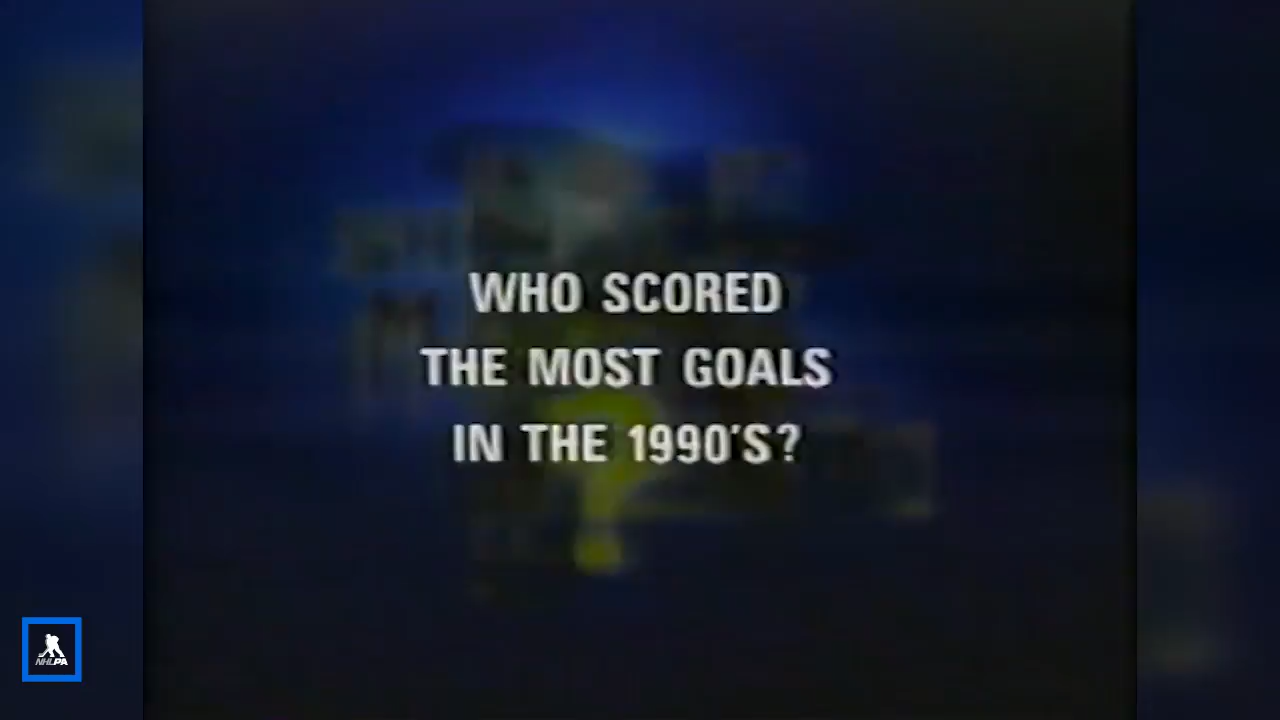 WHO SCORED
THE MOST GOALS
IN THE 1990'S?
NHLPA